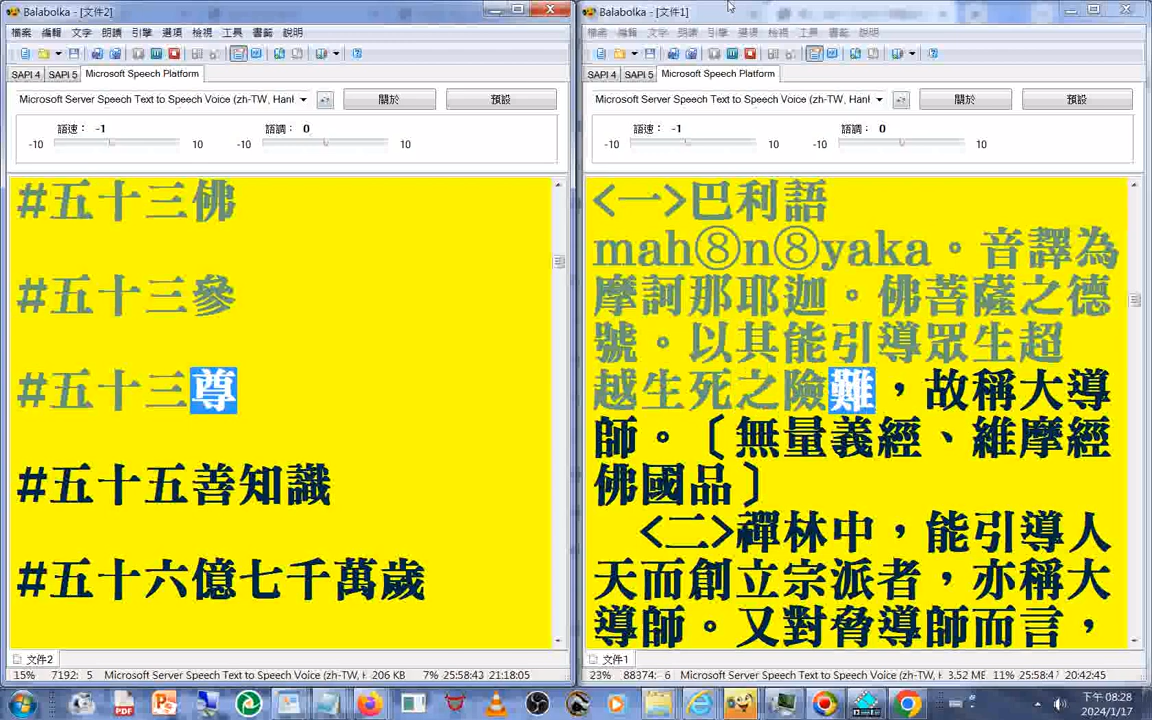 Balabolka - [文件2]
檔案 編輯 文字 朗讀 引擎 選項 檢視 工具 書籤 說明
SAPI 4 SAPI 5 Microsoft Speech Platform
Microsoft Server Speech Text to Speech Voice (zh-TW, Hanl
關於 預設
語速： -1 語調： 0
-10 10 -10 10
#五十三佛
#五十三參
#五十三尊
#五十五善知識
#五十六億七千萬歲
文件2
15% 7192: 5 Microsoft Server Speech Text to Speech Voice (zh-TW, H 206 KB 7% 25:58:43 21:18:05
Balabolka - [文件1]
檔案 編輯 文字 朗讀 引擎 選項 檢視 工具 書籤 說明
SAPI 4 SAPI 5 Microsoft Speech Platform
Microsoft Server Speech Text to Speech Voice (zh-TW, Hanl
關於 預設
語速： -1 語調： 0
-10 10 -10 10
<一>巴利語
mah⑧n⑧yaka。音譯為
摩訶那耶迦。佛菩薩之德
號。以其能引導眾生超
越生死之險難，故稱大導
師。〔無量義經、維摩經
佛國品〕
<二>禪林中，能引導人
天而創立宗派者，亦稱大
導師。又對脅導師而言，
文件1
23% 88374: 6 Microsoft Server Speech Text to Speech Voice (zh-TW, H 3.52 MB 11% 25:58:4 20:42:45
下午 08:28
2024/1/17